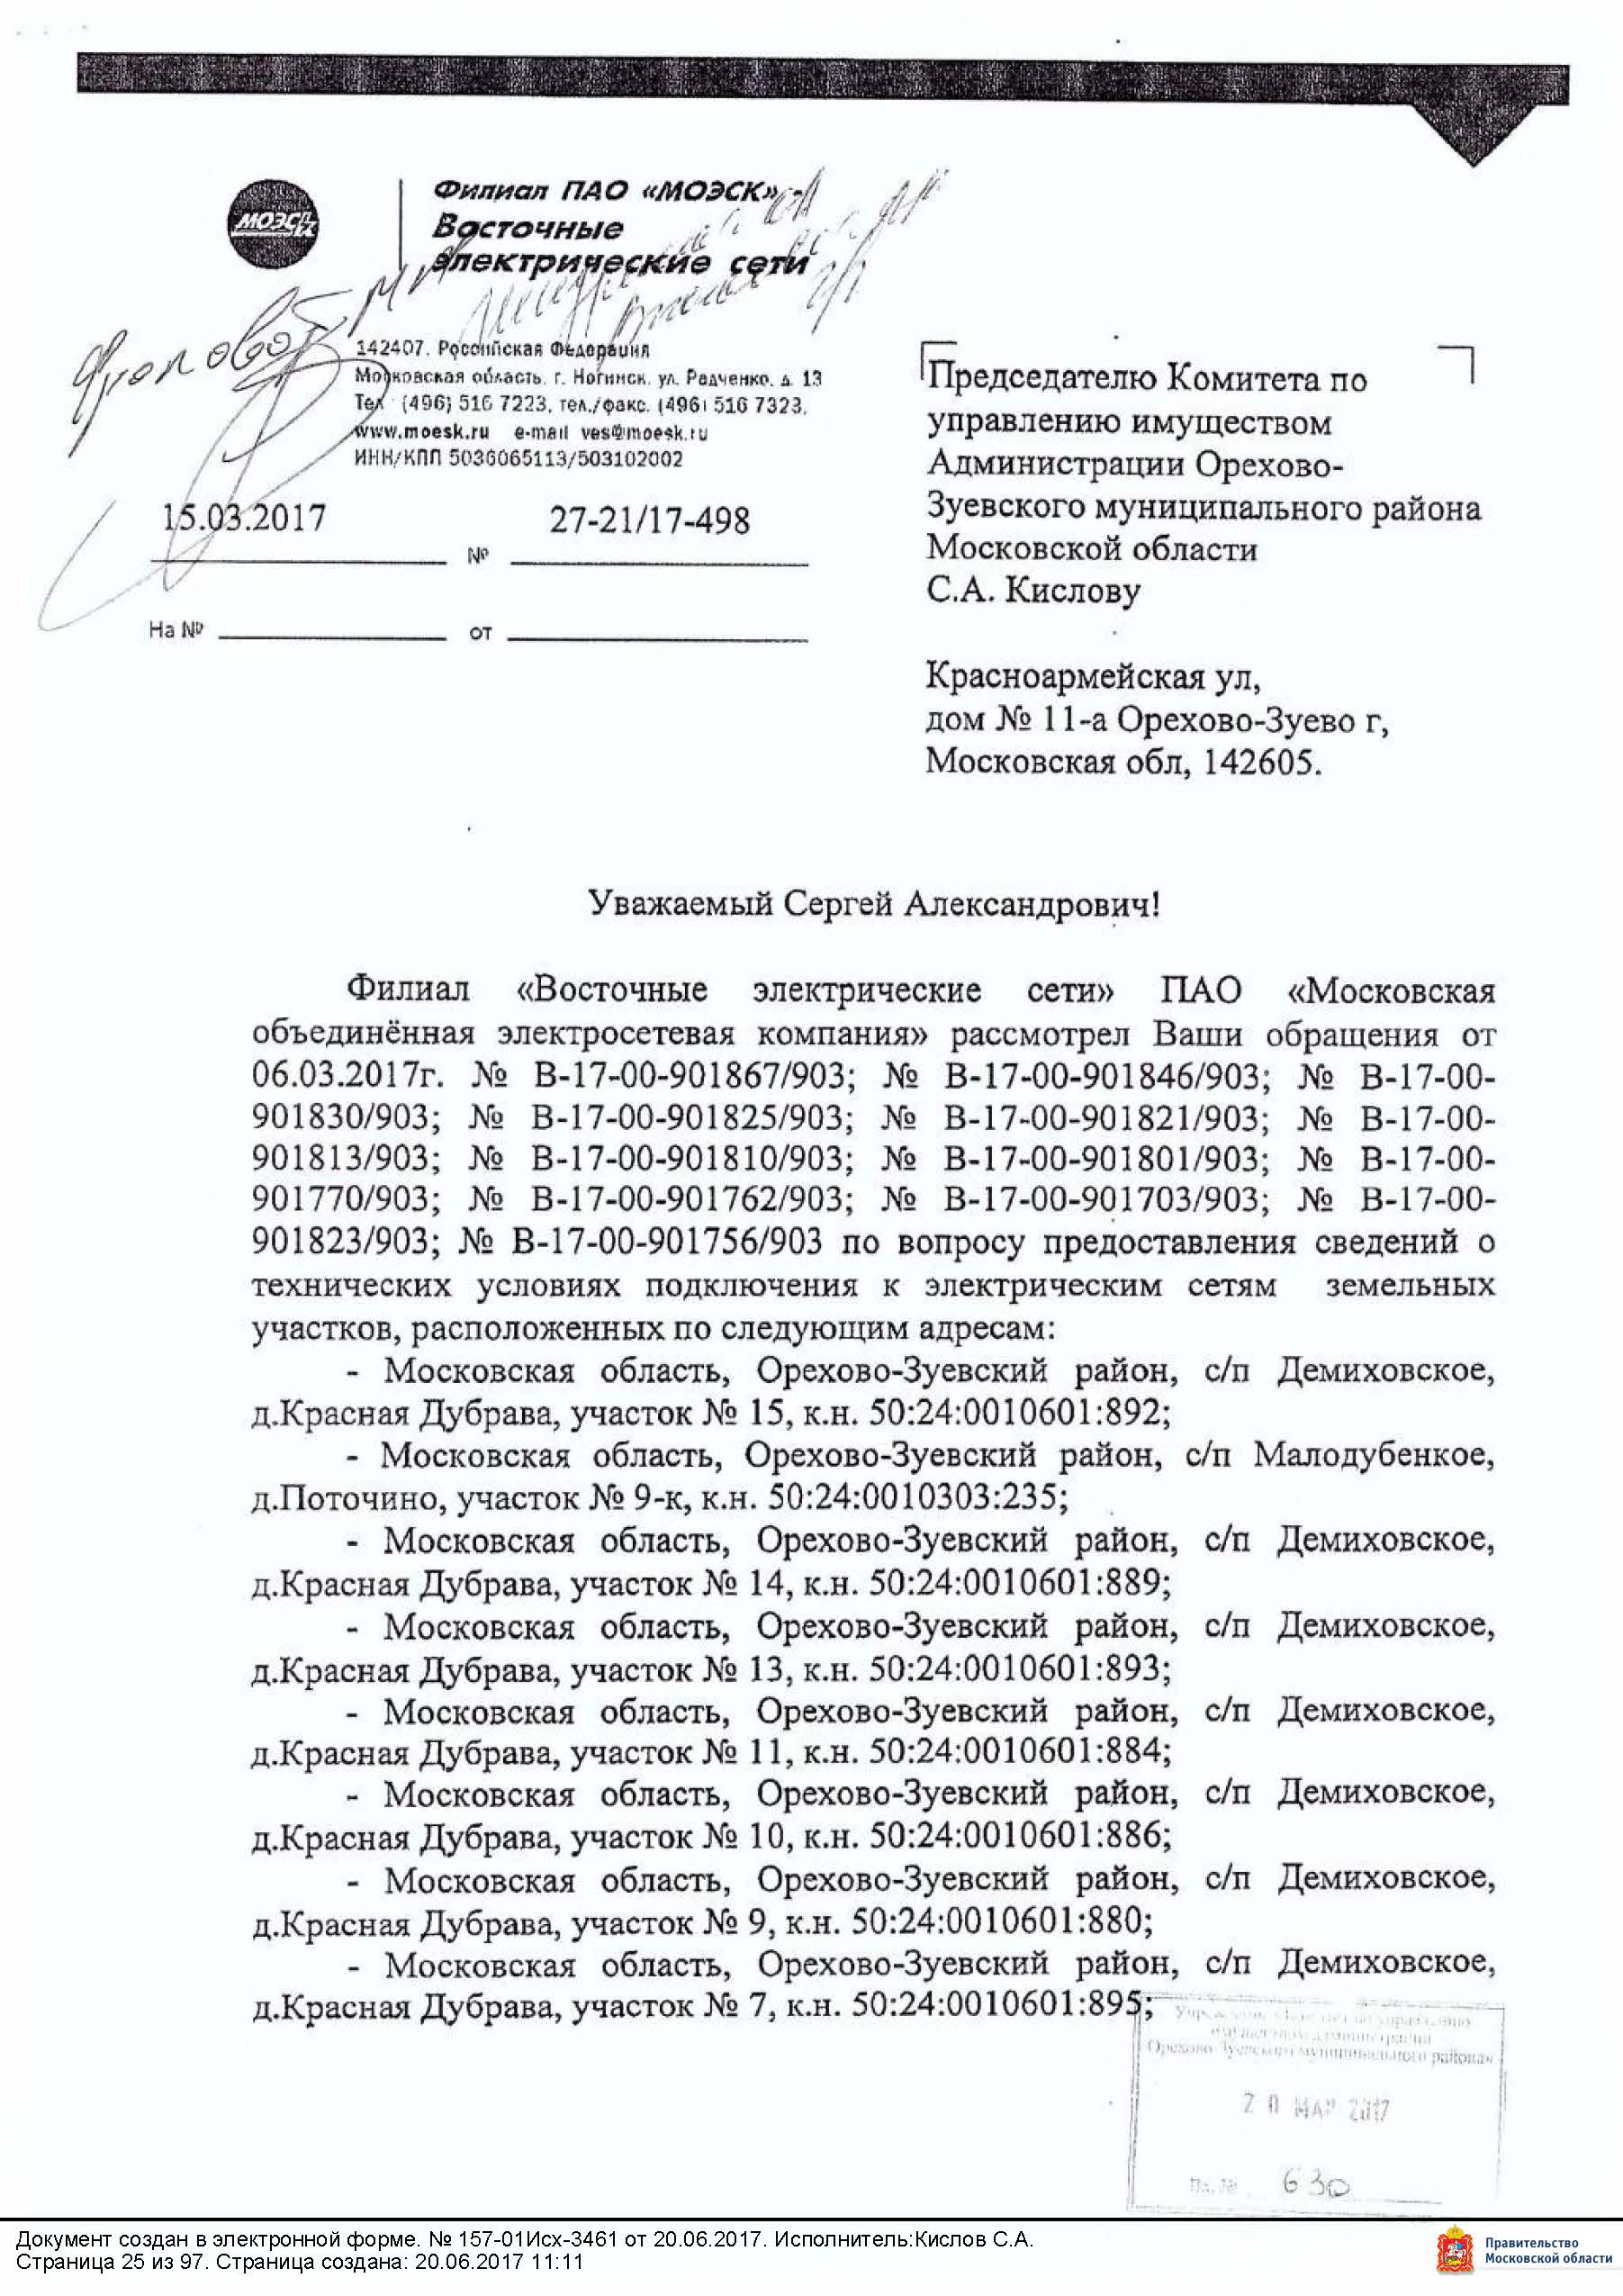 Филиал ПАО «МОЭСК»
Восточные
электрические сети
МОЭСК
142407, Российская Федерация
Московская область, г. Ногинск, ул. Радченко, д. 13
Тел (496) 516 7223, тел./факс. (496) 516 7323,
www.moesk.ru e-mail ves@moesk.ru
ИНН/КПП 5036065113/503102002
15.03.2017 № 27-21/17-498
На № от
Председателю Комитета по
управлению имуществом
Администрации Орехово-
Зуевского муниципального района
Московской области
С.А. Кислову
Красноармейская ул,
дом № 11-а Орехово-Зуево г,
Московская обл, 142605.
Уважаемый Сергей Александрович!
Филиал «Восточные электрические сети» ПАО «Московская
объединённая электросетевая компания» рассмотрел Ваши обращения от
06.03.2017г. № В-17-00-901867/903; № В-17-00-901846/903; № В-17-00-
901830/903; № В-17-00-901825/903; № В-17-00-901821/903; № В-17-00-
901813/903; № В-17-00-901810/903; № В-17-00-901801/903; № В-17-00-
901770/903; № В-17-00-901762/903; № В-17-00-901703/903; № В-17-00-
901823/903; № В-17-00-901756/903 по вопросу предоставления сведений о
технических условиях подключения к электрическим сетям земельных
участков, расположенных по следующим адресам:
- Московская область, Орехово-Зуевский район, с/п Демиховское,
д.Красная Дубрава, участок № 15, к.н. 50:24:0010601:892;
- Московская область, Орехово-Зуевский район, с/п Малодубенкое,
д.Поточино, участок № 9-к, к.н. 50:24:0010303:235;
- Московская область, Орехово-Зуевский район, с/п Демиховское,
д.Красная Дубрава, участок № 14, к.н. 50:24:0010601:889;
- Московская область, Орехово-Зуевский район, с/п Демиховское,
д.Красная Дубрава, участок № 13, к.н. 50:24:0010601:893;
- Московская область, Орехово-Зуевский район, с/п Демиховское,
д.Красная Дубрава, участок № 11, к.н. 50:24:0010601:884;
- Московская область, Орехово-Зуевский район, с/п Демиховское,
д.Красная Дубрава, участок № 10, к.н. 50:24:0010601:886;
- Московская область, Орехово-Зуевский район, с/п Демиховское,
д.Красная Дубрава, участок № 9, к.н. 50:24:0010601:880;
- Московская область, Орехово-Зуевский район, с/п Демиховское,
д.Красная Дубрава, участок № 7, к.н. 50:24:0010601:895;
управлению
администрации
Орехово-Зуевского муниципального района»
20 МАР 2017
Вх. № 630
Документ создан в электронной форме. № 157-01Исх-3461 от 20.06.2017. Исполнитель:Кислов С.А.
Страница 25 из 97. Страница создана: 20.06.2017 11:11
Правительство
Московской области